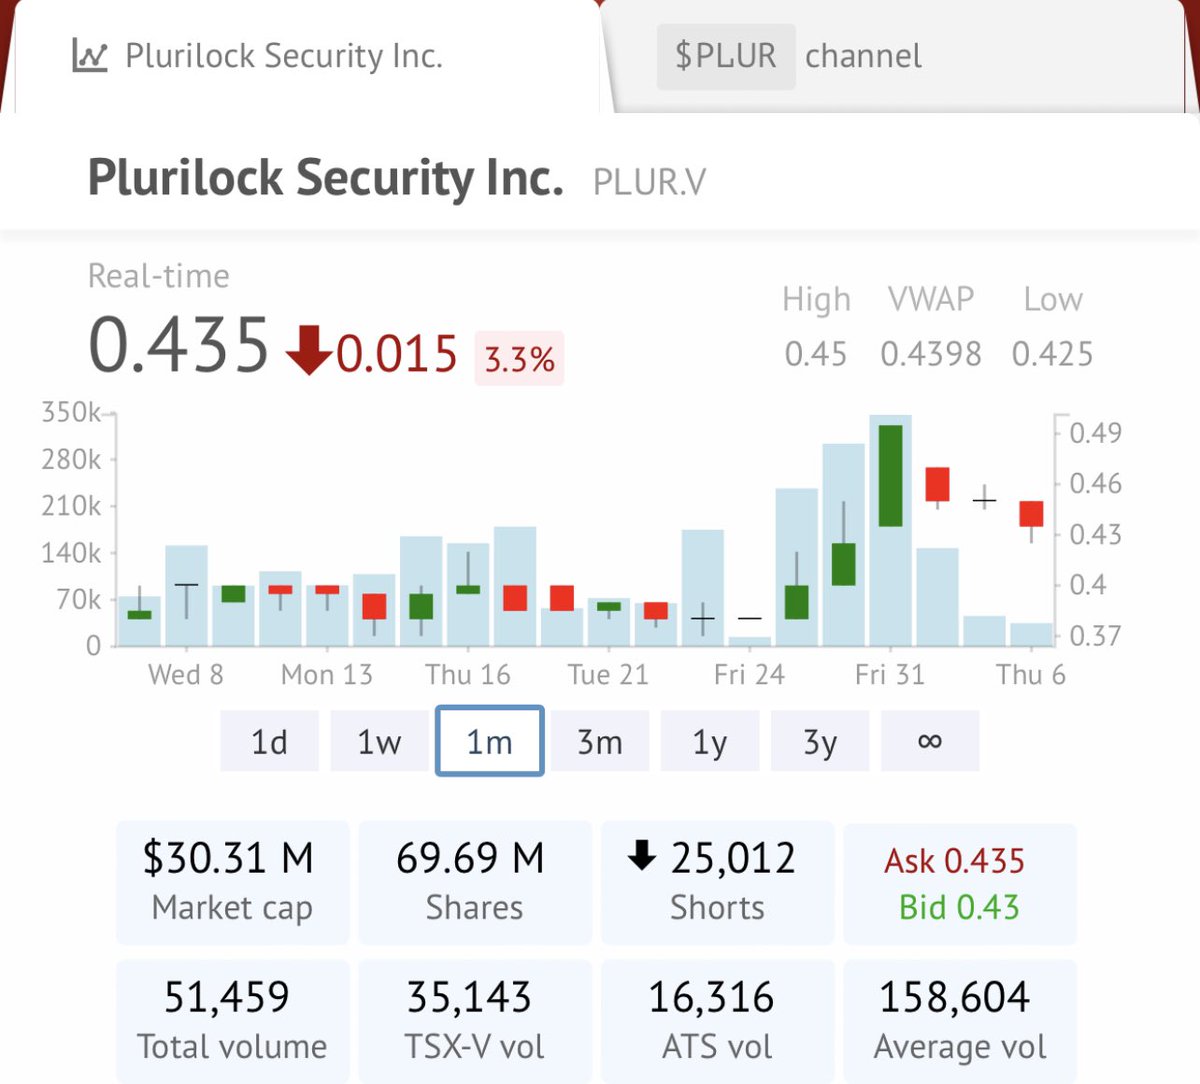 Plurilock Security Inc.
$PLUR channel
Plurilock Security Inc. PLUR.V
Real-time
0.435 0.015 3.3%
High VWAP Low
0.45 0.4398 0.425
350k
280k
210k
140k
70k
0
0.49
0.46
0.43
0.4
0.37
Wed 8 Mon 13 Thu 16 Tue 21 Fri 24 Fri 31 Thu 6
1d 1w 1m 3m 1y 3y ∞
$30.31 M
Market cap
69.69 M
Shares
25,012
Shorts
Ask 0.435
Bid 0.43
51,459
Total volume
35,143
TSX-V vol
16,316
ATS vol
158,604
Average vol